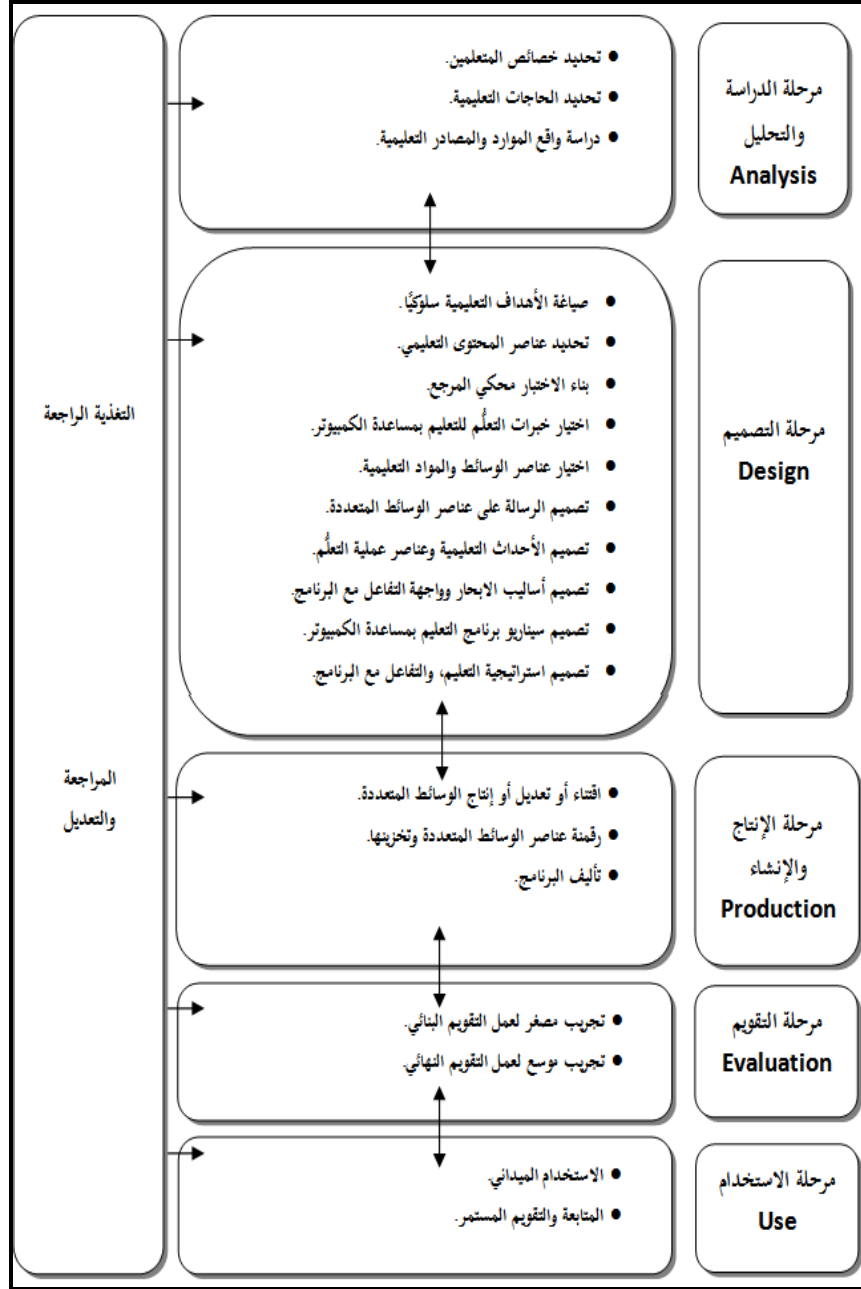 مرحلة الدراسة
والتحليل
Analysis
● تحديد خصائص المتعلمين.
● تحديد الحاجات التعليمية.
● دراسة واقع الموارد والمصادر التعليمية.
مرحلة التصميم
Design
● صياغة الأهداف التعليمية سلوكيًا.
● تحديد عناصر المحتوى التعليمي.
● بناء الاختبار محكي المرجع.
● اختيار خبرات التعلُّم للتعليم بمساعدة الكمبيوتر.
● اختيار عناصر الوسائط والمواد التعليمية.
● تصميم الرسالة على عناصر الوسائط المتعددة.
● تصميم الأحداث التعليمية وعناصر عملية التعلُّم.
● تصميم أساليب الابحار وواجهة التفاعل مع البرنامج.
● تصميم سيناريو برنامج التعليم بمساعدة الكمبيوتر.
● تصميم استراتيجية التعليم، والتفاعل مع البرنامج.
مرحلة الإنتاج
والإنشاء
Production
● اقتناء أو تعديل أو إنتاج الوسائط المتعددة.
● رقمنة عناصر الوسائط المتعددة وتخزينها.
● تأليف البرنامج.
مرحلة التقويم
Evaluation
● تجريب مصغر لعمل التقويم البنائي.
● تجريب موسع لعمل التقويم النهائي.
مرحلة الاستخدام
Use
● الاستخدام الميداني.
● المتابعة والتقويم المستمر.
التغذية الراجعة
المراجعة
والتعديل